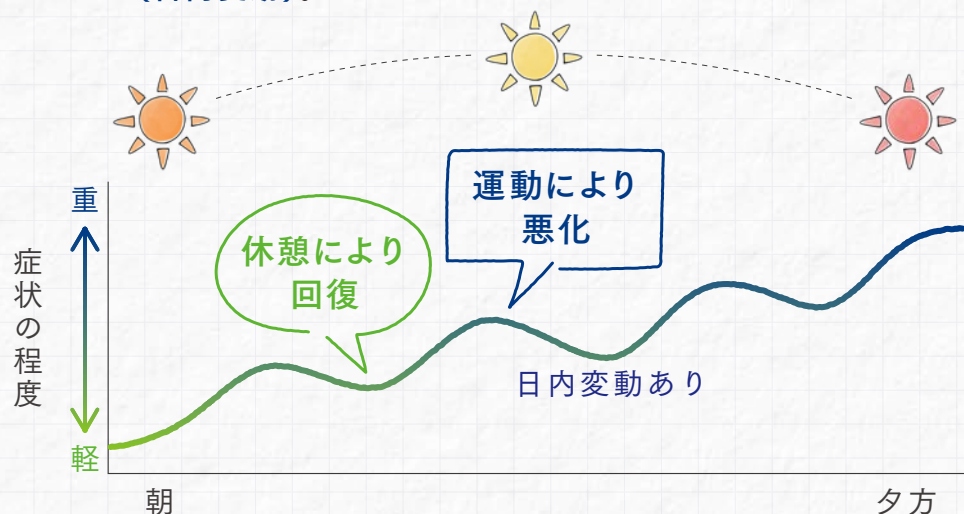 重
症状の程度
軽
休憩により
回復
運動により
悪化
日内変動あり
朝
夕方